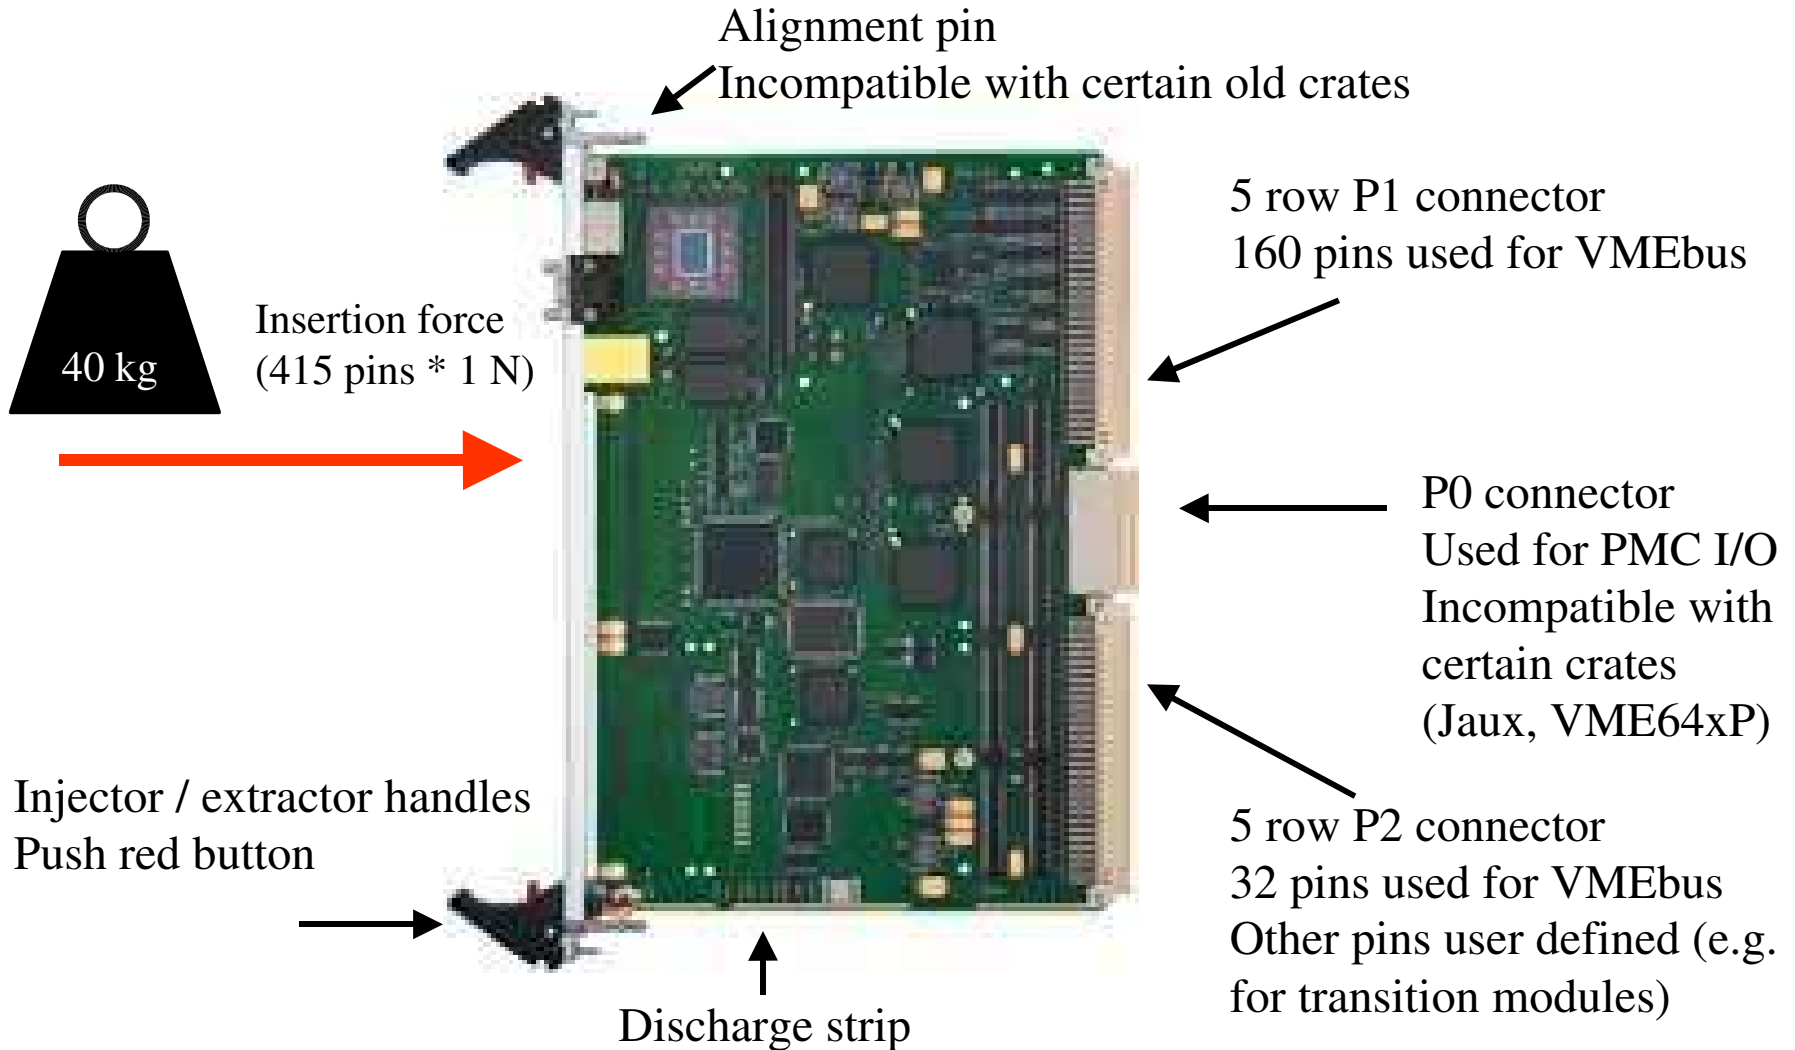 Alignment pin
Incompatible with certain old crates
5 row P1 connector
160 pins used for VMEbus
Insertion force
(415 pins * 1 N)
40 kg
P0 connector
Used for PMC I/O
Incompatible with
certain crates
(Jaux, VME64xP)
Injector / extractor handles
Push red button
5 row P2 connector
32 pins used for VMEbus
Other pins user defined (e.g.
for transition modules)
Discharge strip